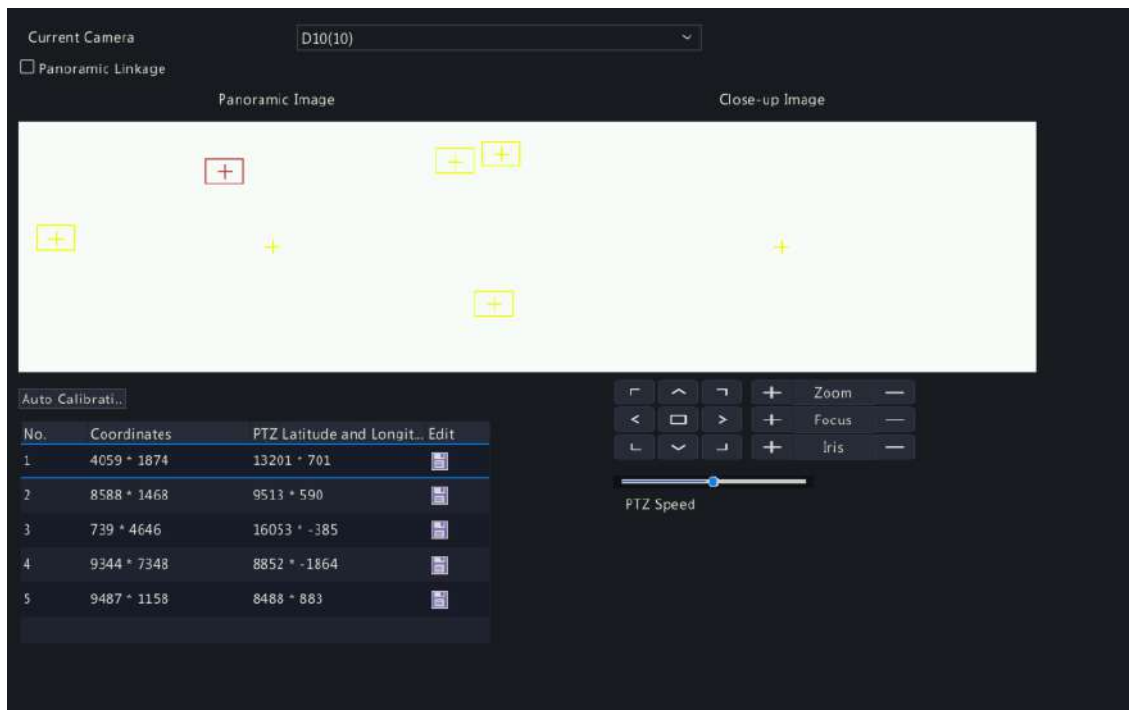 Current Camera D10(10)
Panoramic Linkage
Panoramic Image Close-up Image
Auto Calibrati..
No. Coordinates PTZ Latitude and Longit... Edit
1 4059 * 1874 13201 * 701
2 8588 * 1468 9513 * 590
3 739 * 4646 16053 * -385
4 9344 * 7348 8852 * -1864
5 9487 * 1158 8488 * 883
Zoom
Focus
Iris
PTZ Speed